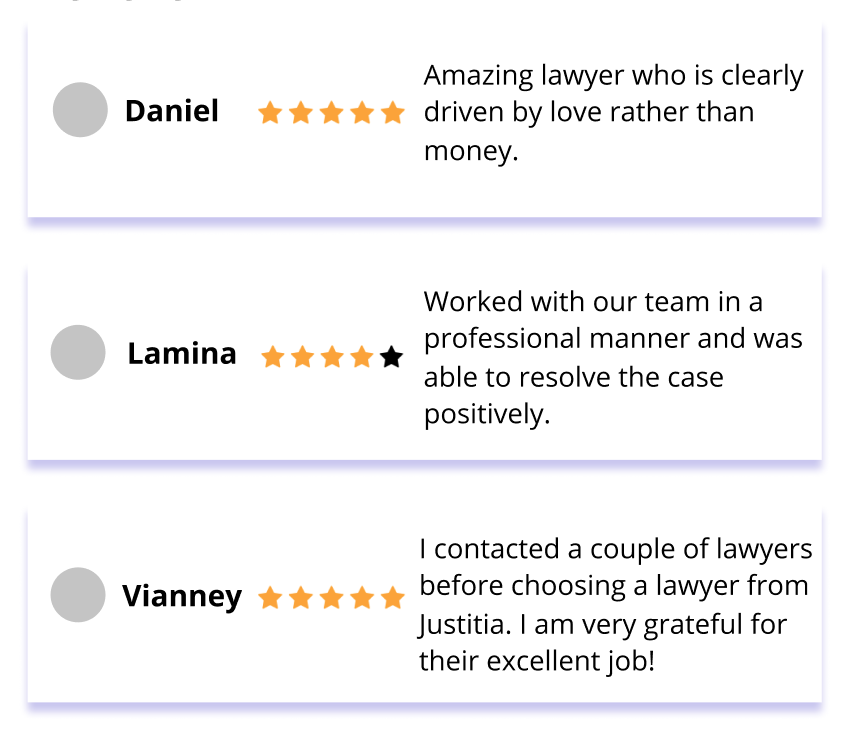 Daniel
Amazing lawyer who is clearly
driven by love rather than
money.
Lamina
Worked with our team in a
professional manner and was
able to resolve the case
positively.
Vianney
I contacted a couple of lawyers
before choosing a lawyer from
Justitia. I am very grateful for
their excellent job!